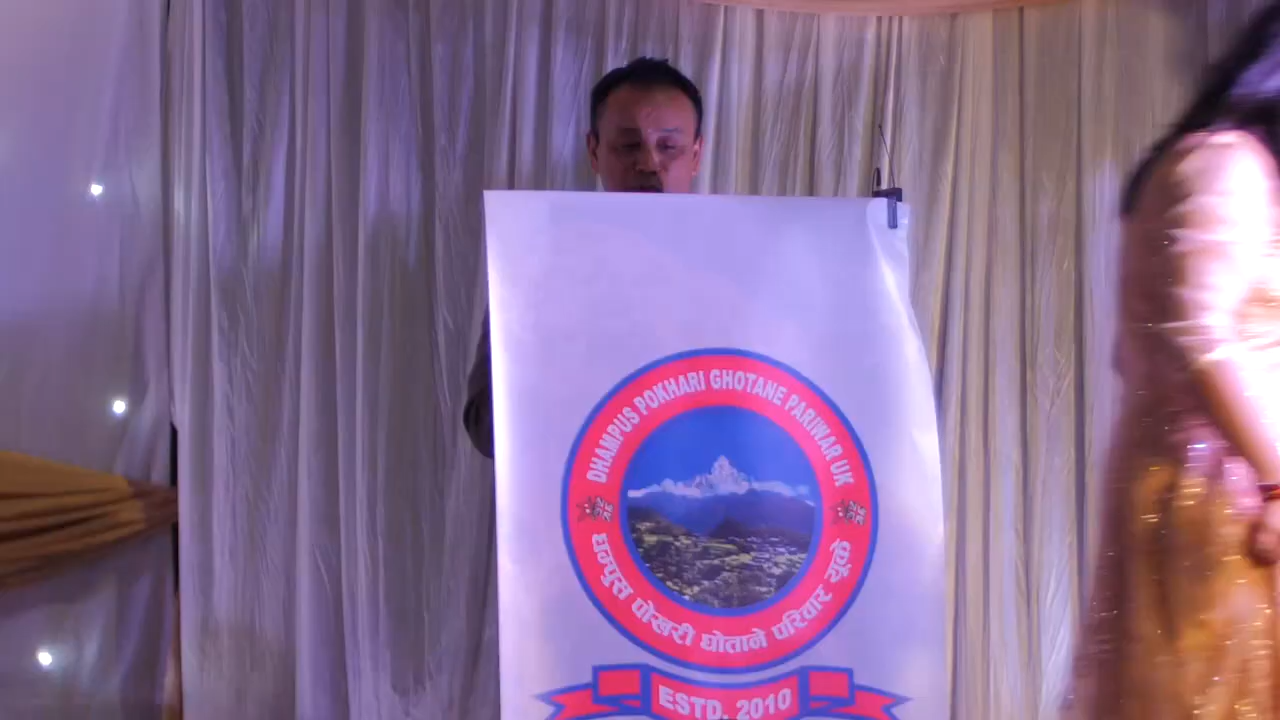 DHAMPUS POKHARI GHOTANE PARIWAR UK
धम्पुस पोखरी घोताने परिवार यूके
ESTD. 2010